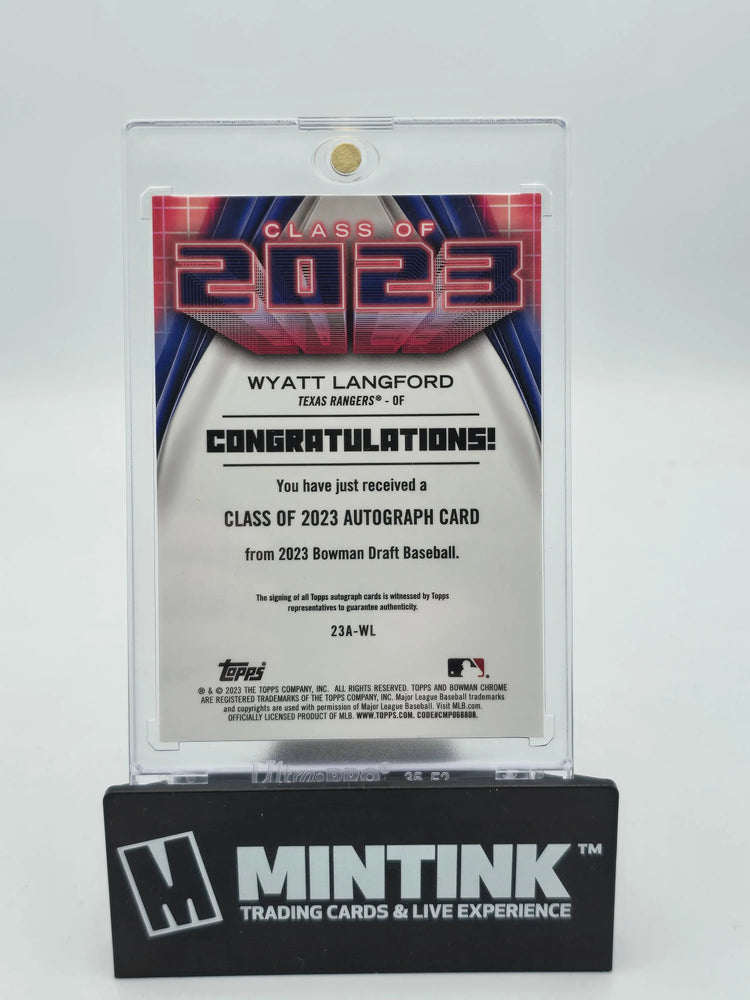 CLASS OF
2023
WYATT LANGFORD
TEXAS RANGERS® - OF
CONGRATULATIONS!
You have just received a
CLASS OF 2023 AUTOGRAPH CARD
from 2023 Bowman Draft Baseball.
The signing of all Topps autograph cards is witnessed by Topps
representatives to guarantee authenticity.
23A-WL
topps
® & © 2023 THE TOPPS COMPANY, INC. ALL RIGHTS RESERVED. TOPPS AND BOWMAN CHROME
ARE REGISTERED TRADEMARKS OF THE TOPPS COMPANY, INC. Major League Baseball trademarks
and copyrights are used with permission of Major League Baseball. Visit MLB.com.
OFFICIALLY LICENSED PRODUCT OF MLB. WWW.TOPPS.COM. CODE#CMP068808.
M MINTINK™
TRADING CARDS & LIVE EXPERIENCE